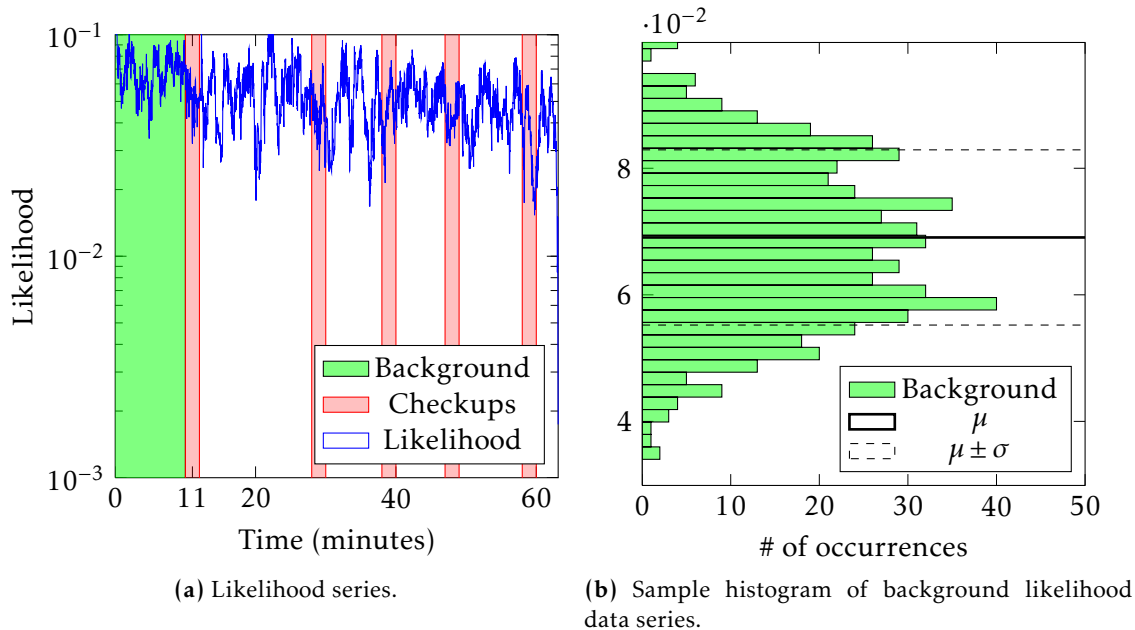 10⁻¹
10⁻²
10⁻³
Likelihood
0
11
20
40
60
Time (minutes)
Background
Checkups
Likelihood
(a) Likelihood series.
·10⁻²
8
6
4
0
10
20
30
40
50
# of occurrences
Background
μ
μ ± σ
(b) Sample histogram of background likelihood
data series.